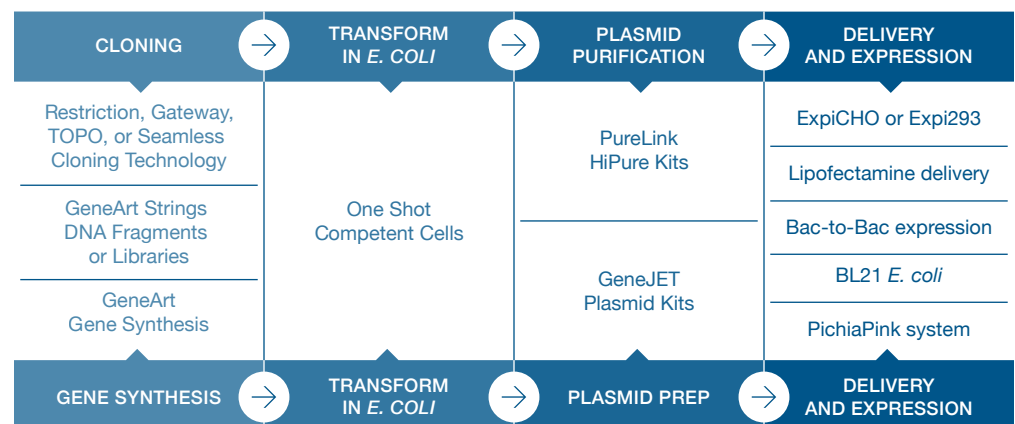 CLONING
TRANSFORM
IN E. COLI
PLASMID
PURIFICATION
DELIVERY
AND EXPRESSION
Restriction, Gateway,
TOPO, or Seamless
Cloning Technology
GeneArt Strings
DNA Fragments
or Libraries
GeneArt
Gene Synthesis
One Shot
Competent Cells
PureLink
HiPure Kits
GeneJET
Plasmid Kits
ExpiCHO or Expi293
Lipofectamine delivery
Bac-to-Bac expression
BL21 E. coli
PichiaPink system
GENE SYNTHESIS
TRANSFORM
IN E. COLI
PLASMID PREP
DELIVERY
AND EXPRESSION